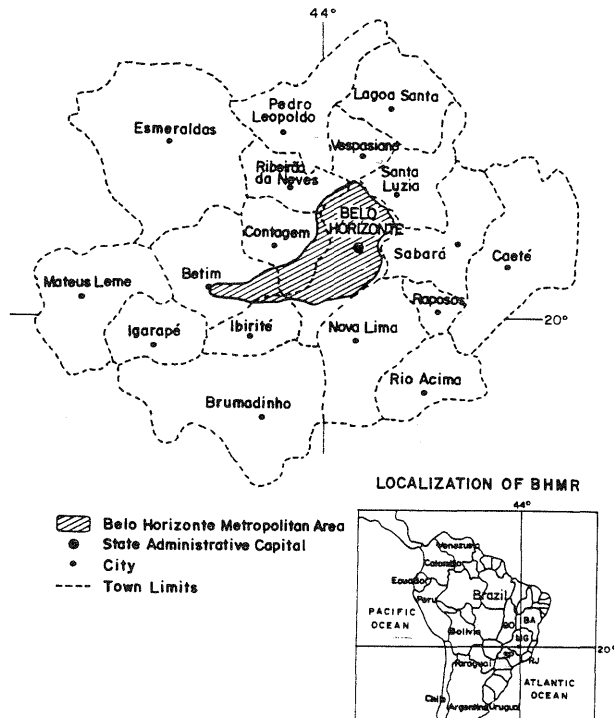 44°
Lagoa Santa
Pedro
Leopoldo
Esmeraldas
Vespasiano
Ribeirão
da Neves
Santa
Luzia
BELO
HORIZONTE
Contagem
Sabará
Caeté
Betim
Mateus Leme
Raposos
20°
Igarapé
Ibirité
Nova Lima
Rio Acima
Brumadinho
LOCALIZATION OF BHMR
44°
Belo Horizonte Metropolitan Area
State Administrative Capital
City
Town Limits
Venezuela
Colombia
Ecuador
Peru
Brazil
PACIFIC
OCEAN
BA
Bolivia
MG
SP
20°
RJ
Paraguai
ATLANTIC
OCEAN
Chile
Argentina
Uruguai